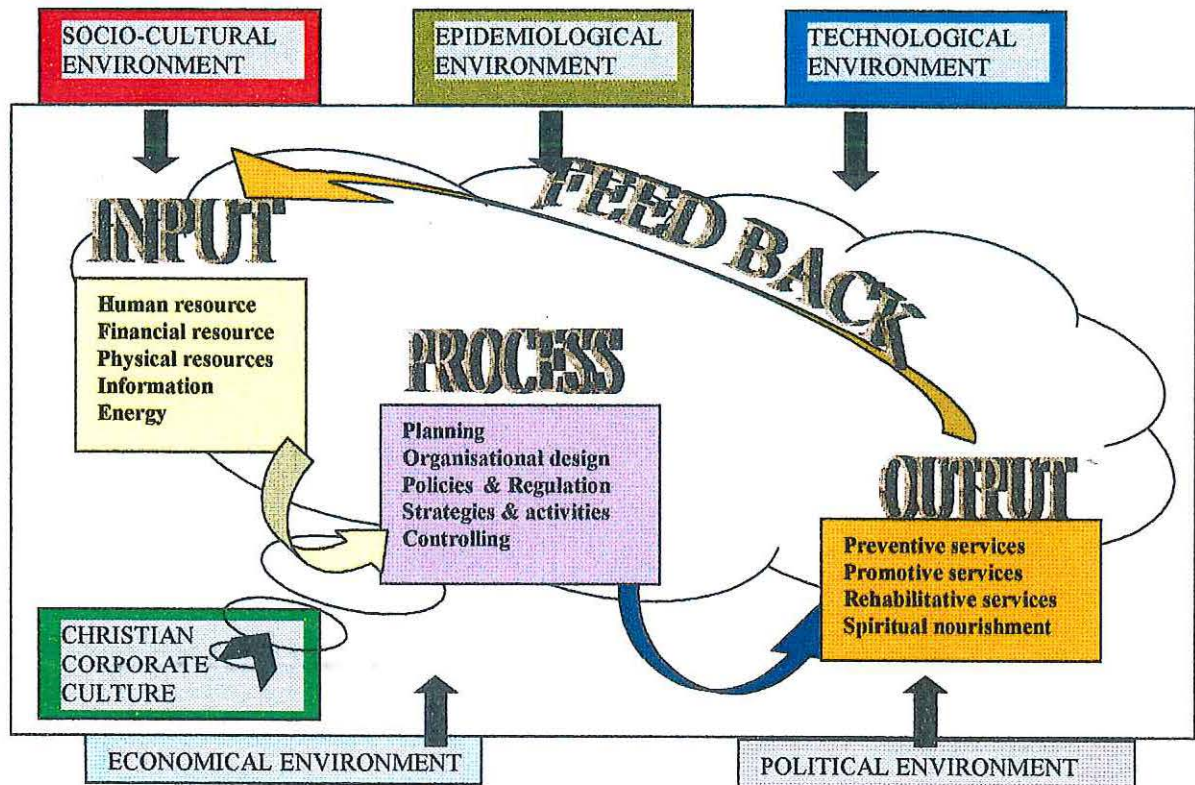 SOCIO-CULTURAL
ENVIRONMENT
EPIDEMIOLOGICAL
ENVIRONMENT
TECHNOLOGICAL
ENVIRONMENT
FEED BACK
INPUT
Human resource
Financial resource
Physical resources
Information
Energy
PROCESS
Planning
Organisational design
Policies & Regulation
Strategies & activities
Controlling
OUTPUT
Preventive services
Promotive services
Rehabilitative services
Spiritual nourishment
CHRISTIAN
CORPORATE
CULTURE
ECONOMICAL ENVIRONMENT
POLITICAL ENVIRONMENT